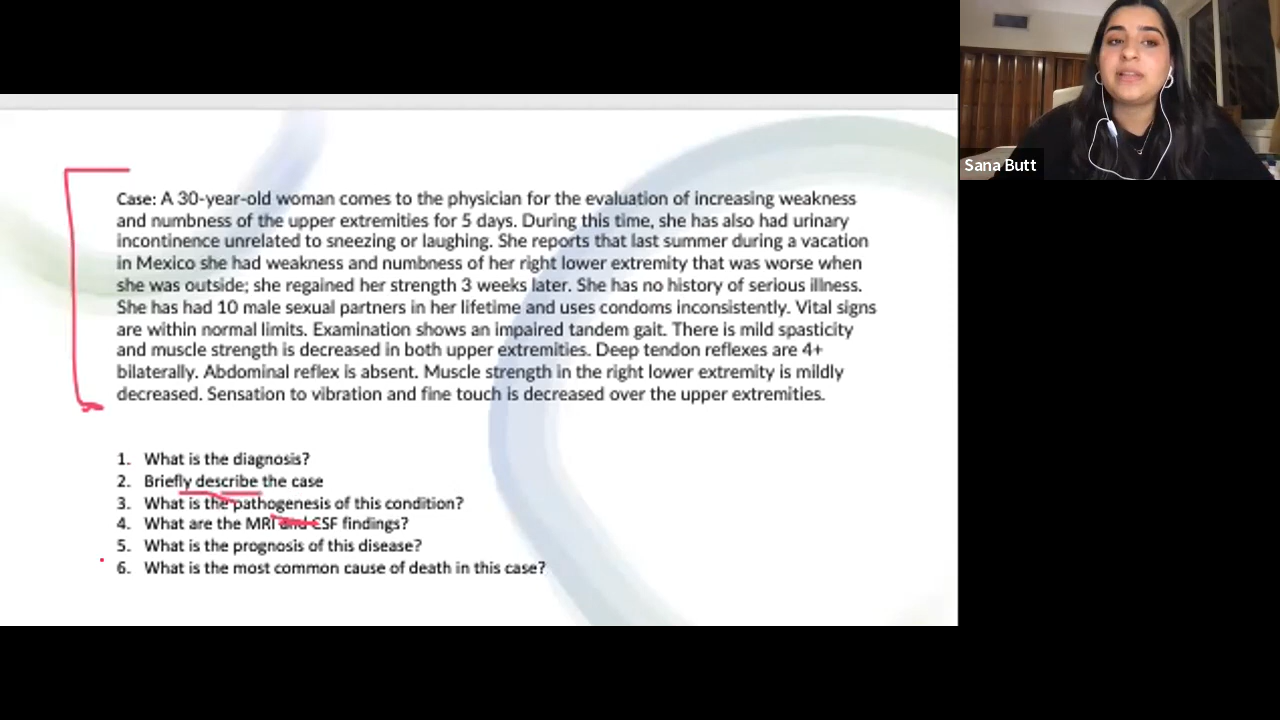 Sana Butt
Case: A 30-year-old woman comes to the physician for the evaluation of increasing weakness
and numbness of the upper extremities for 5 days. During this time, she has also had urinary
incontinence unrelated to sneezing or laughing. She reports that last summer during a vacation
in Mexico she had weakness and numbness of her right lower extremity that was worse when
she was outside; she regained her strength 3 weeks later. She has no history of serious illness.
She has had 10 male sexual partners in her lifetime and uses condoms inconsistently. Vital signs
are within normal limits. Examination shows an impaired tandem gait. There is mild spasticity
and muscle strength is decreased in both upper extremities. Deep tendon reflexes are 4+
bilaterally. Abdominal reflex is absent. Muscle strength in the right lower extremity is mildly
decreased. Sensation to vibration and fine touch is decreased over the upper extremities.
1. What is the diagnosis?
2. Briefly describe the case
3. What is the pathogenesis of this condition?
4. What are the MRI and CSF findings?
5. What is the prognosis of this disease?
6. What is the most common cause of death in this case?